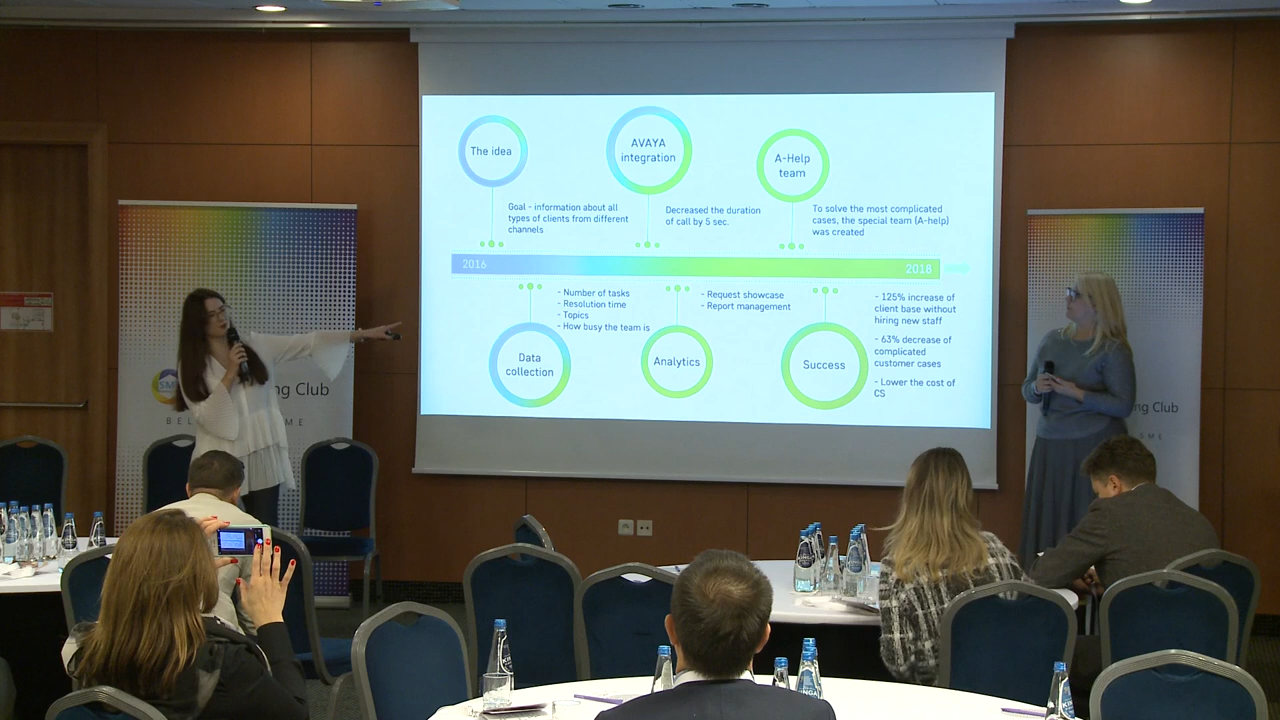 The idea
AVAYA
integration
A-Help
team
Goal - information about all
types of clients from different
channels
Decreased the duration
of call by 5 sec.
To solve the most complicated
cases, the special team (A-help)
was created
2016
2018
- Number of tasks
- Resolution time
- Topics
- How busy the team is
- Request showcase
- Report management
- 125% increase of
client base without
hiring new staff
- 63% decrease of
complicated
customer cases
- Lower the cost of
CS
Data
collection
Analytics
Success
SM
ng Club
BEL
ME
ng Club
SME